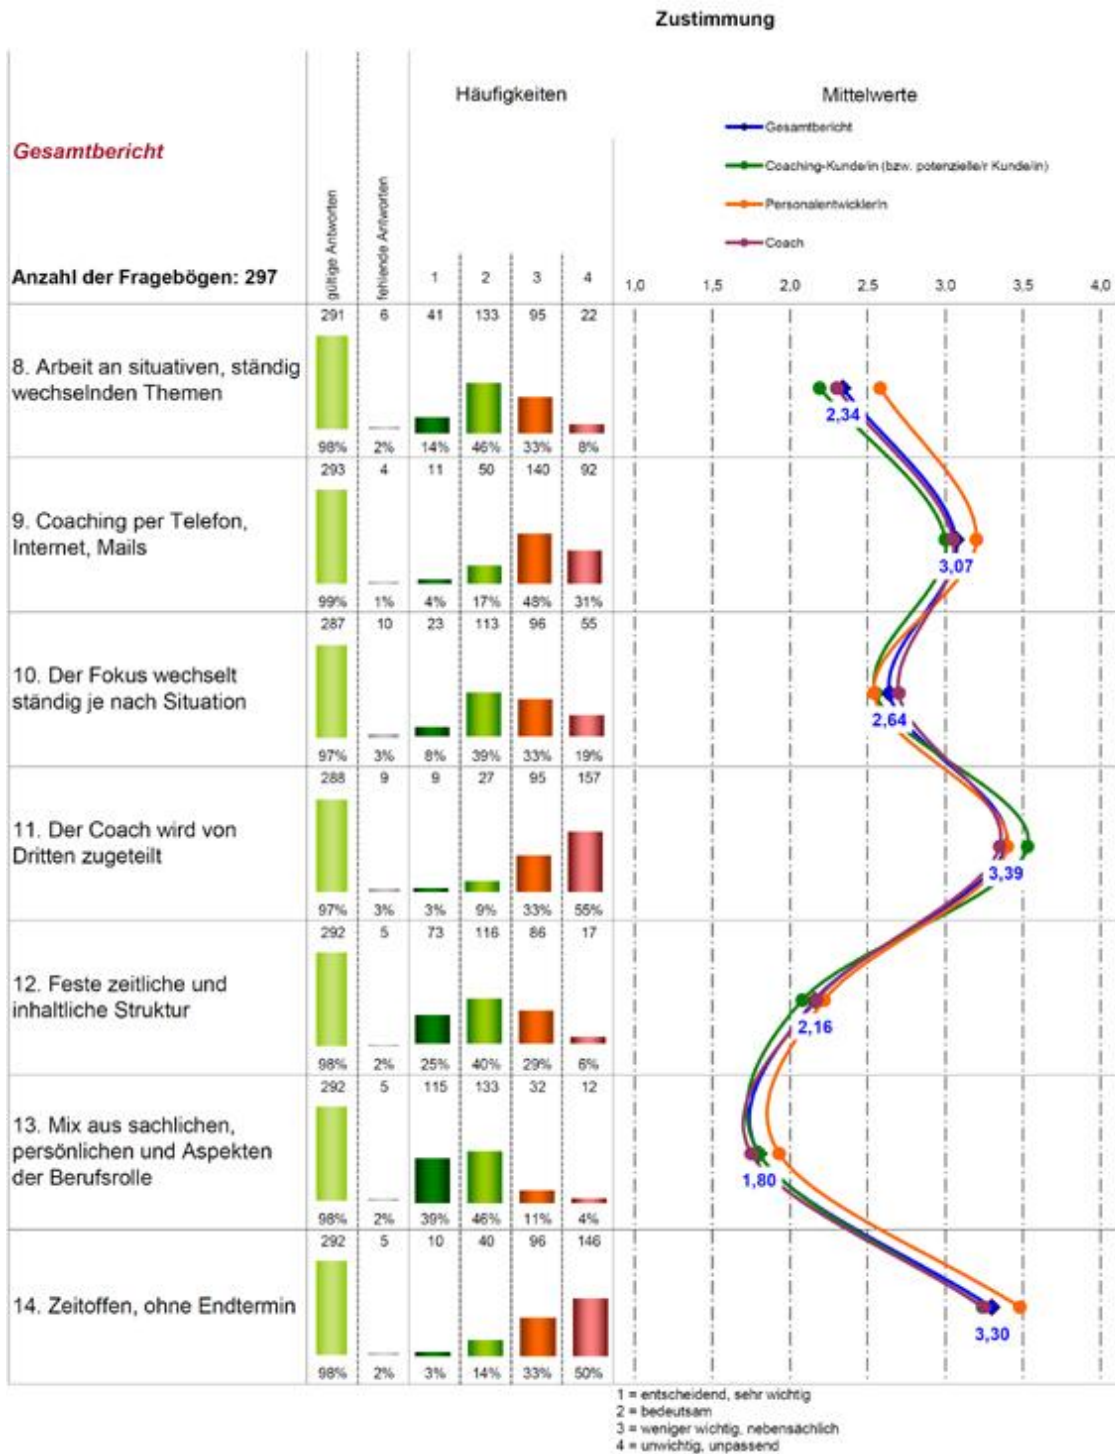 Zustimmung
Häufigkeiten
Mittelwerte
Gesamtbericht
Coaching-Kunde/in (bzw. potenzielle/r Kunde/in)
PersonalentwicklerIn
Coach
Gesamtbericht
gültige Antworten
fehlende Antworten
Anzahl der Fragebögen: 297
1 2 3 4
1,0 1,5 2,0 2,5 3,0 3,5 4,0
291 6 41 133 95 22
8. Arbeit an situativen, ständig
wechselnden Themen
2,34
98% 2% 14% 46% 33% 8%
293 4 11 50 140 92
9. Coaching per Telefon,
Internet, Mails
3,07
99% 1% 4% 17% 48% 31%
287 10 23 113 96 55
10. Der Fokus wechselt
ständig je nach Situation
2,64
97% 3% 8% 39% 33% 19%
288 9 9 27 95 157
11. Der Coach wird von
Dritten zugeteilt
3,39
97% 3% 3% 9% 33% 55%
292 5 73 116 86 17
12. Feste zeitliche und
inhaltliche Struktur
2,16
98% 2% 25% 40% 29% 6%
292 5 115 133 32 12
13. Mix aus sachlichen,
persönlichen und Aspekten
der Berufsrolle
1,80
98% 2% 39% 46% 11% 4%
292 5 10 40 96 146
14. Zeitoffen, ohne Endtermin
3,30
98% 2% 3% 14% 33% 50%
1 = entscheidend, sehr wichtig
2 = bedeutsam
3 = weniger wichtig, nebensächlich
4 = unwichtig, unpassend